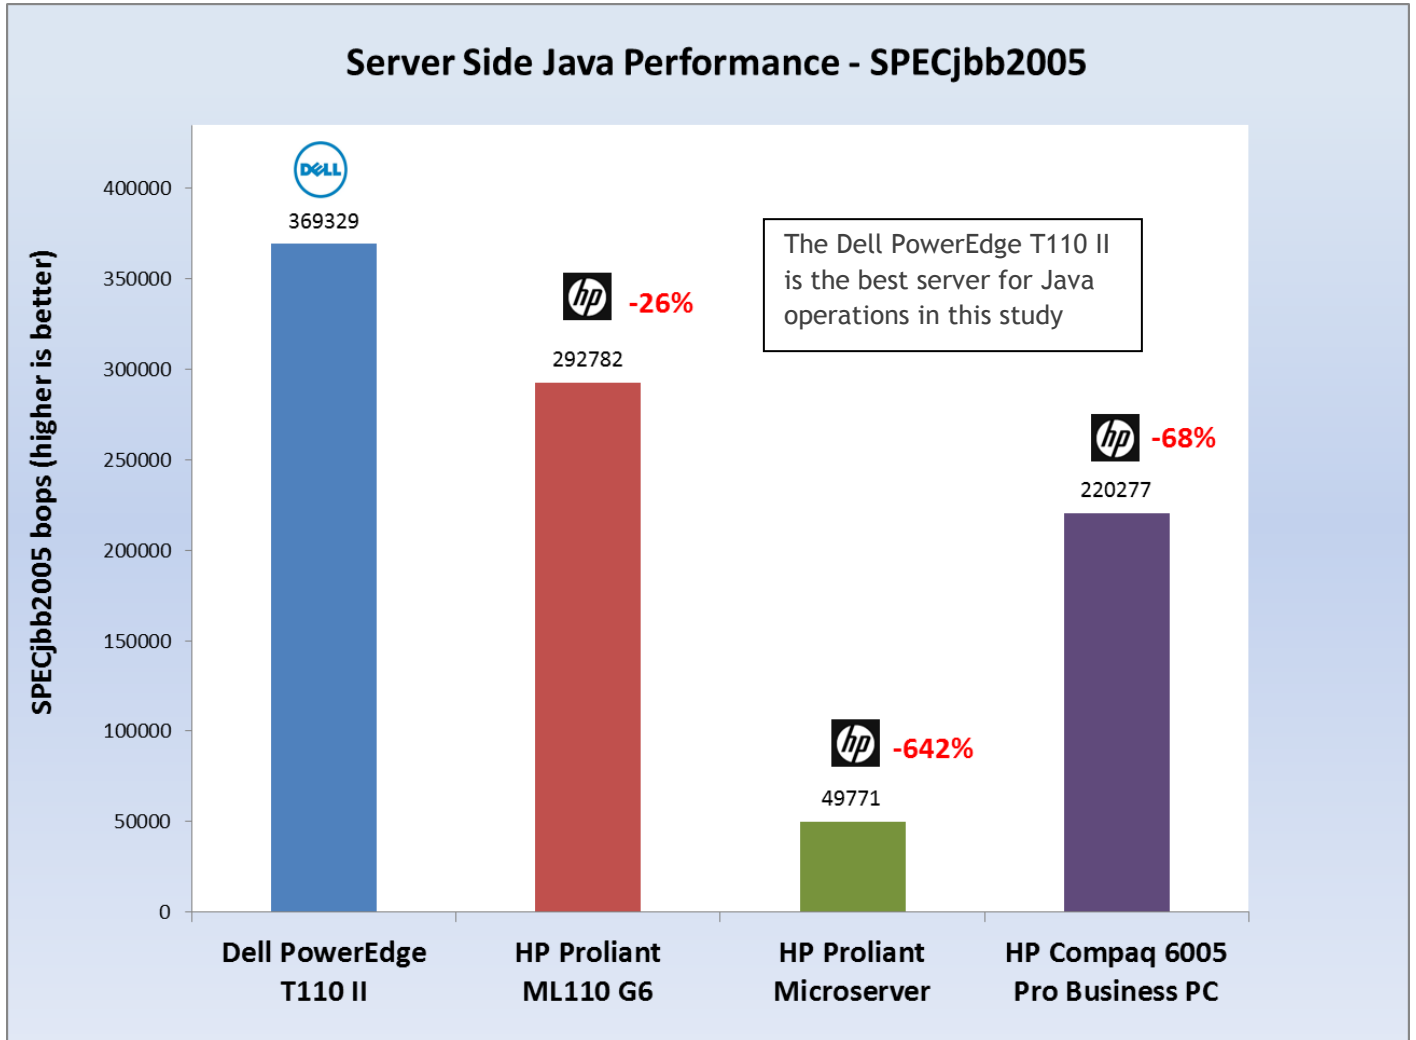 Server Side Java Performance - SPECjbb2005
SPECjbb2005 bops (higher is better)
400000
350000
300000
250000
200000
150000
100000
50000
0
DELL
369329
hp -26%
292782
The Dell PowerEdge T110 II
is the best server for Java
operations in this study
hp -642%
49771
hp -68%
220277
Dell PowerEdge
T110 II
HP Proliant
ML110 G6
HP Proliant
Microserver
HP Compaq 6005
Pro Business PC